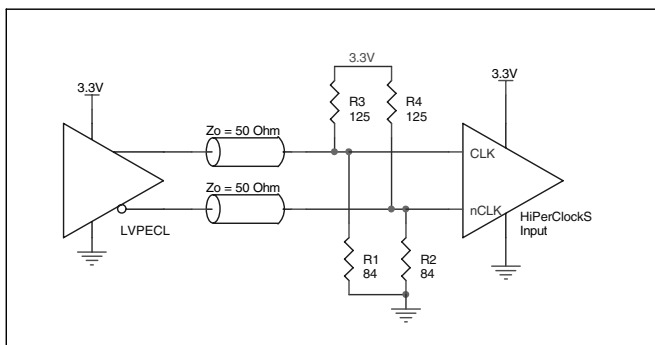 3.3V
3.3V
3.3V
R3
125
R4
125
Zo = 50 Ohm
CLK
Zo = 50 Ohm
nCLK
HiPerClockS
Input
LVPECL
R1
84
R2
84